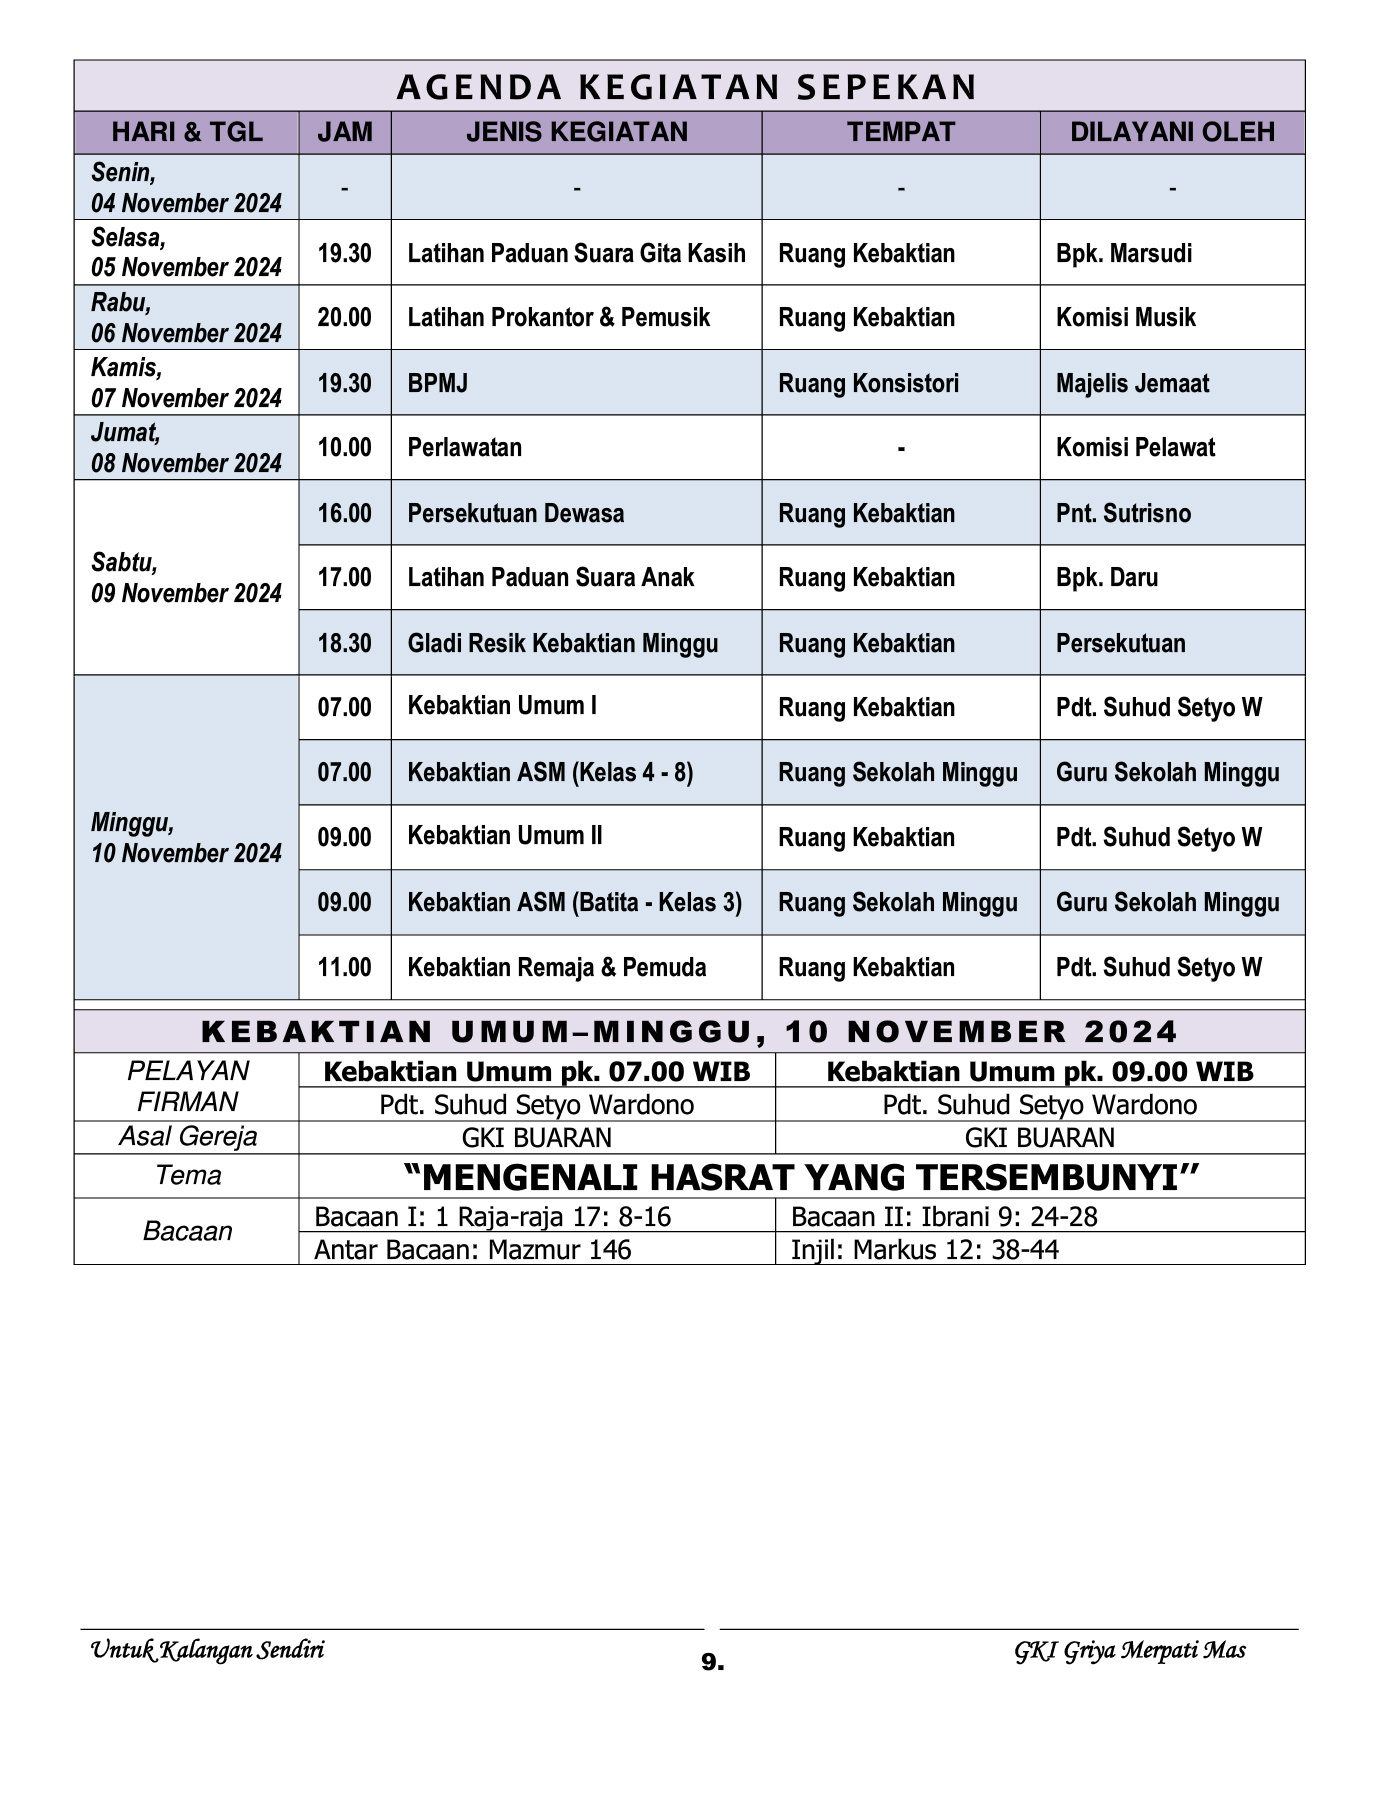 AGENDA KEGIATAN SEPEKAN
HARI & TGL JAM JENIS KEGIATAN TEMPAT DILAYANI OLEH
Senin,
04 November 2024 - - - -
Selasa,
05 November 2024 19.30 Latihan Paduan Suara Gita Kasih Ruang Kebaktian Bpk. Marsudi
Rabu,
06 November 2024 20.00 Latihan Prokantor & Pemusik Ruang Kebaktian Komisi Musik
Kamis,
07 November 2024 19.30 BPMJ Ruang Konsistori Majelis Jemaat
Jumat,
08 November 2024 10.00 Perlawatan - Komisi Pelawat
Sabtu,
09 November 2024
16.00 Persekutuan Dewasa Ruang Kebaktian Pnt. Sutrisno
17.00 Latihan Paduan Suara Anak Ruang Kebaktian Bpk. Daru
18.30 Gladi Resik Kebaktian Minggu Ruang Kebaktian Persekutuan
Minggu,
10 November 2024
07.00 Kebaktian Umum I Ruang Kebaktian Pdt. Suhud Setyo W
07.00 Kebaktian ASM (Kelas 4 - 8) Ruang Sekolah Minggu Guru Sekolah Minggu
09.00 Kebaktian Umum II Ruang Kebaktian Pdt. Suhud Setyo W
09.00 Kebaktian ASM (Batita - Kelas 3) Ruang Sekolah Minggu Guru Sekolah Minggu
11.00 Kebaktian Remaja & Pemuda Ruang Kebaktian Pdt. Suhud Setyo W
KEBAKTIAN UMUM–MINGGU, 10 NOVEMBER 2024
PELAYAN
FIRMAN
Kebaktian Umum pk. 07.00 WIB Kebaktian Umum pk. 09.00 WIB
Pdt. Suhud Setyo Wardono Pdt. Suhud Setyo Wardono
Asal Gereja GKI BUARAN GKI BUARAN
Tema “MENGENALI HASRAT YANG TERSEMBUNYI’’
Bacaan
Bacaan I: 1 Raja-raja 17: 8-16 Bacaan II: Ibrani 9: 24-28
Antar Bacaan: Mazmur 146 Injil: Markus 12: 38-44
Untuk Kalangan Sendiri 9. GKI Griya Merpati Mas